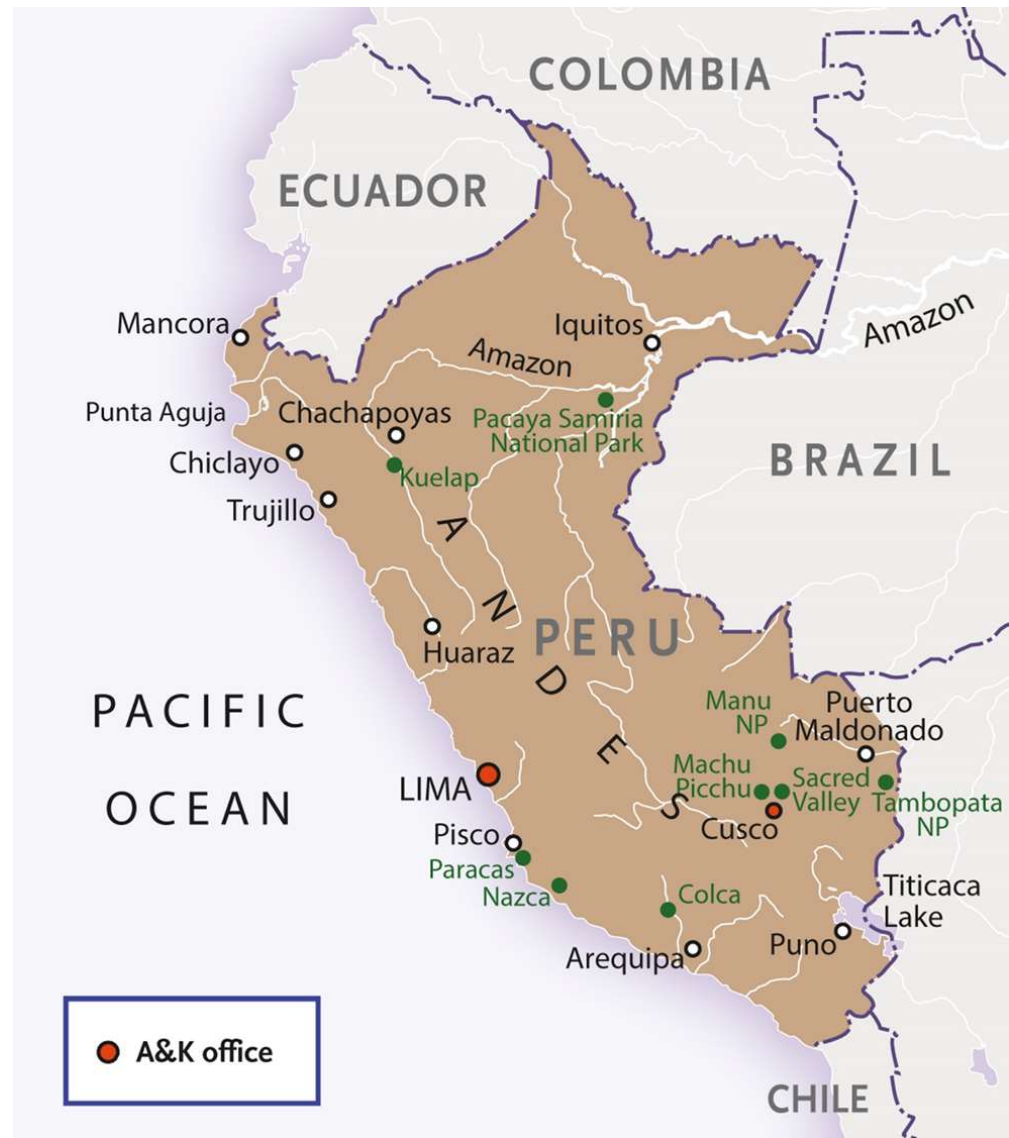 COLOMBIA
ECUADOR
Mancora
Iquitos
Amazon
Amazon
Punta Aguja
Chachapoyas
Pacaya Samiria
National Park
Chiclayo
Kuelap
BRAZIL
Trujillo
ANDES
PERU
Huaraz
PACIFIC
OCEAN
Manu
NP
Puerto
Maldonado
LIMA
Machu
Picchu
Sacred
Valley
Tambopata
NP
Cusco
Pisco
Paracas
Nazca
Colca
Titicaca
Lake
Arequipa
Puno
A&K office
CHILE